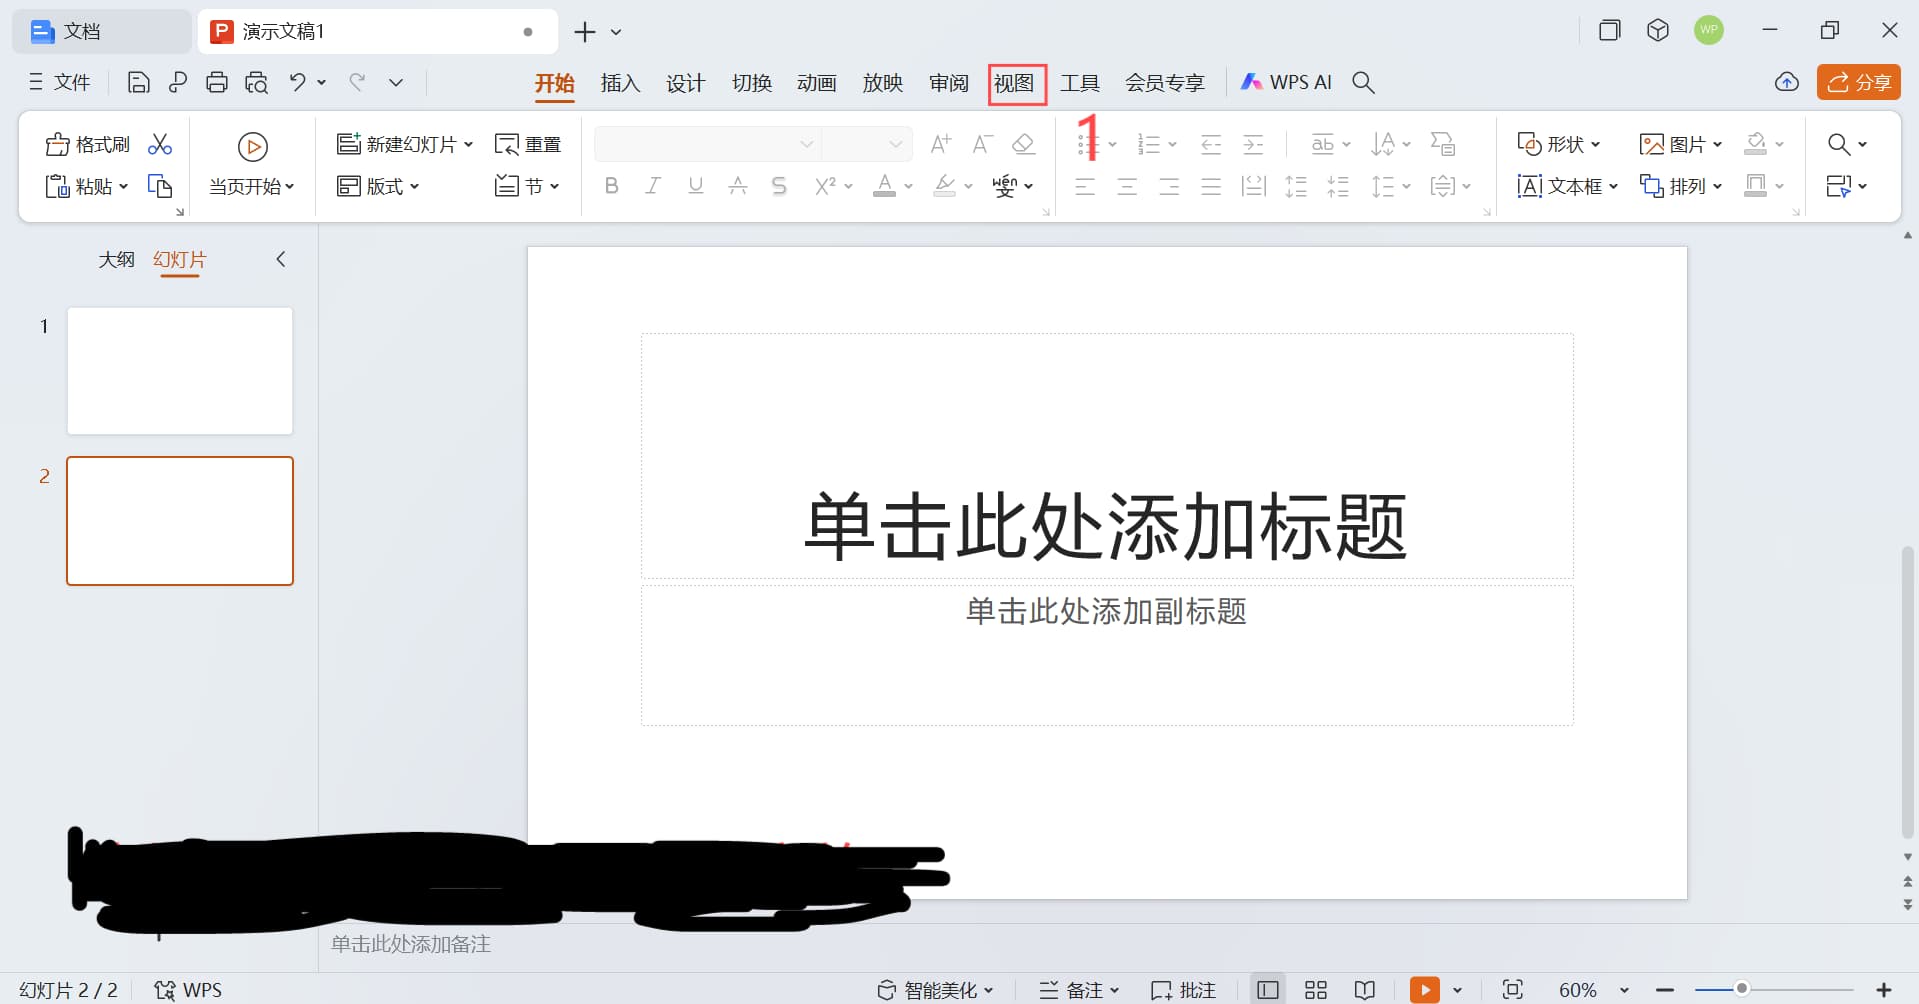 文档 演示文稿1 WP
文件 开始 插入 设计 切换 动画 放映 审阅 视图 工具 会员专享 WPS AI 分享
1
格式刷 新建幻灯片 重置 形状 图片
粘贴 当页开始 版式 节 文本框 排列
大纲 幻灯片
1
2
单击此处添加标题
单击此处添加副标题
单击此处添加备注
幻灯片 2 / 2 WPS 智能美化 备注 批注 60%